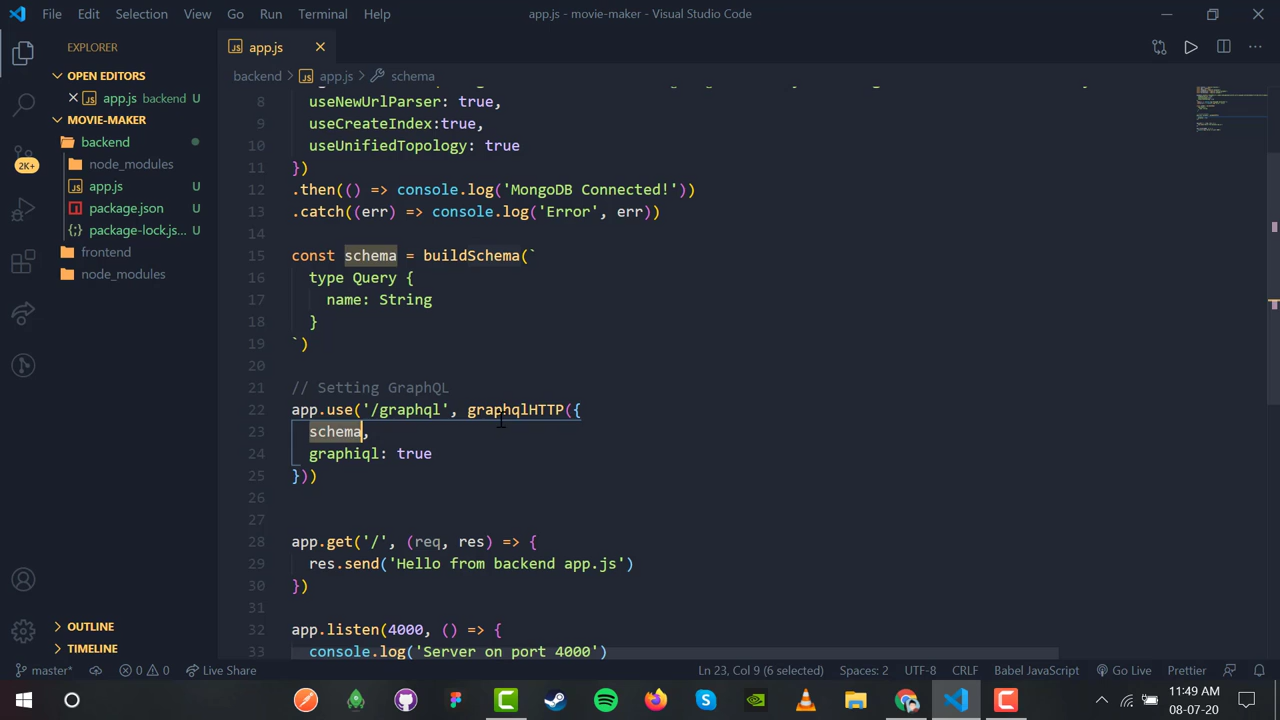 File Edit Selection View Go Run Terminal Help
app.js - movie-maker - Visual Studio Code
EXPLORER
OPEN EDITORS
app.js backend U
MOVIE-MAKER
backend
node_modules
app.js U
package.json U
package-lock.js... U
frontend
node_modules
2K+
OUTLINE
TIMELINE
JS app.js
backend > JS app.js > schema
8 useNewUrlParser: true,
9 useCreateIndex:true,
10 useUnifiedTopology: true
11 })
12 .then(() => console.log('MongoDB Connected!'))
13 .catch((err) => console.log('Error', err))
14
15 const schema = buildSchema(`
16 type Query {
17 name: String
18 }
19 `)
20
21 // Setting GraphQL
22 app.use('/graphql', graphqlHTTP({
23 schema,
24 graphiql: true
25 }))
26
27
28 app.get('/', (req, res) => {
29 res.send('Hello from backend app.js')
30 })
31
32 app.listen(4000, () => {
33 console.log('Server on port 4000')
master* 0 0 Live Share Ln 23, Col 9 (6 selected) Spaces: 2 UTF-8 CRLF Babel JavaScript Go Live Prettier
11:49 AM
08-07-20